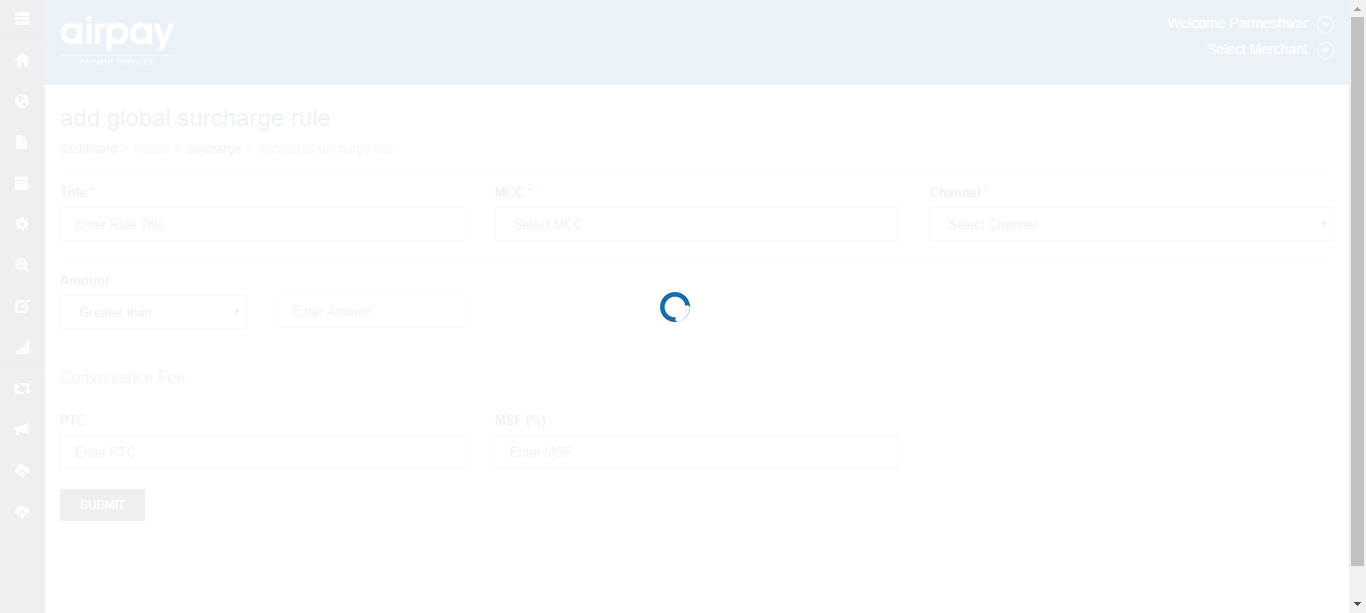 airpay
PAYMENT SERVICES
Welcome Parmeshwar
Select Merchant
add global surcharge rule
dashboard > master > surcharge > add global surcharge rule
Title * MCC * Channel *
Enter Rule Title Select MCC Select Channel
Amount
Greater than Enter Amount
Convenience Fee
PTC MSF (%)
Enter PTC Enter MSF
SUBMIT